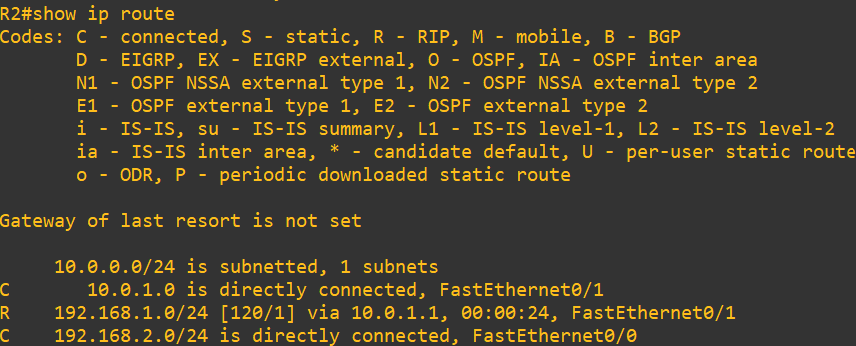 R2#show ip route
Codes: C - connected, S - static, R - RIP, M - mobile, B - BGP
       D - EIGRP, EX - EIGRP external, O - OSPF, IA - OSPF inter area
       N1 - OSPF NSSA external type 1, N2 - OSPF NSSA external type 2
       E1 - OSPF external type 1, E2 - OSPF external type 2
       i - IS-IS, su - IS-IS summary, L1 - IS-IS level-1, L2 - IS-IS level-2
       ia - IS-IS inter area, * - candidate default, U - per-user static route
       o - ODR, P - periodic downloaded static route
Gateway of last resort is not set
     10.0.0.0/24 is subnetted, 1 subnets
C       10.0.1.0 is directly connected, FastEthernet0/1
R    192.168.1.0/24 [120/1] via 10.0.1.1, 00:00:24, FastEthernet0/1
C    192.168.2.0/24 is directly connected, FastEthernet0/0